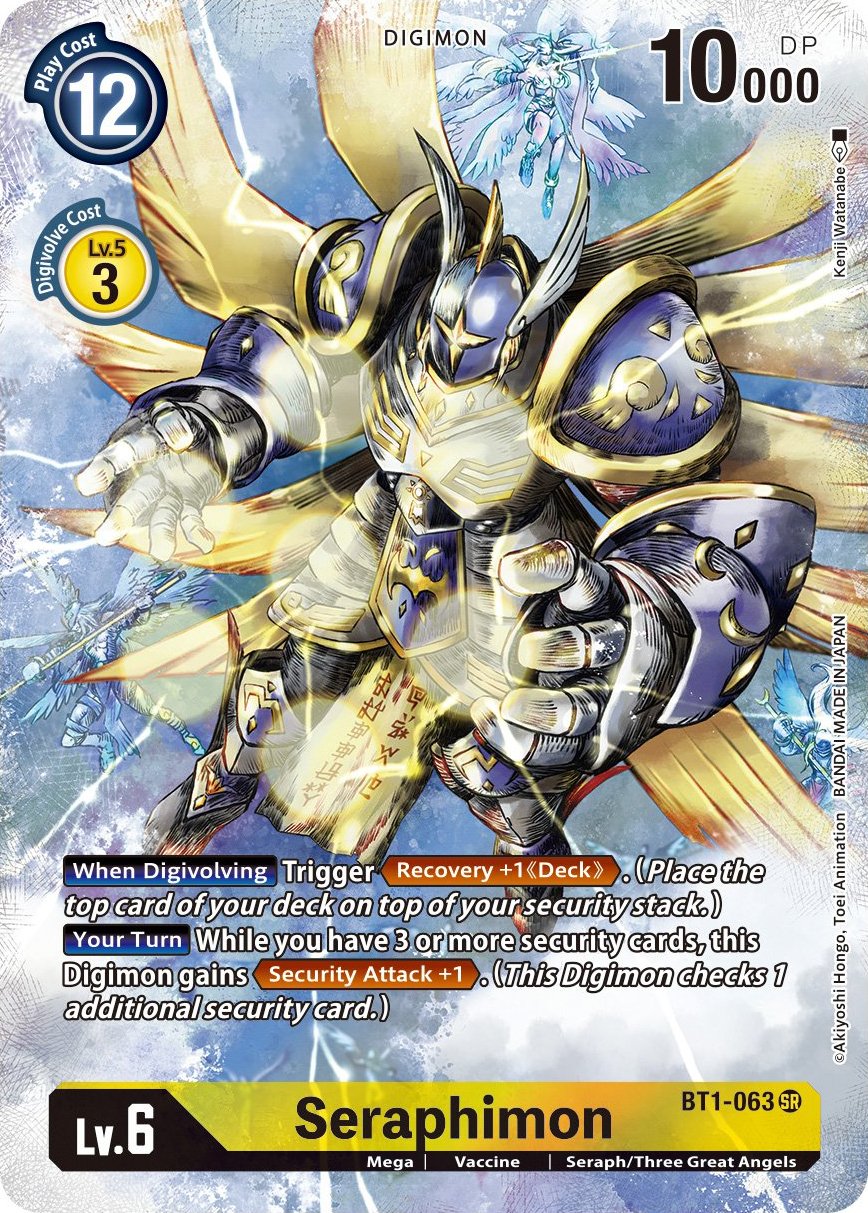 Play Cost
12
DIGIMON
10000
DP
Digivolve Cost
Lv.5
3
Kenji Watanabe
When Digivolving Trigger Recovery +1《Deck》. (Place the
top card of your deck on top of your security stack.)
Your Turn While you have 3 or more security cards, this
Digimon gains Security Attack +1. (This Digimon checks 1
additional security card.)
©Akiyoshi Hongo, Toei Animation | BANDAI MADE IN JAPAN
Lv.6
Seraphimon
BT1-063 SR
Mega | Vaccine | Seraph/Three Great Angels